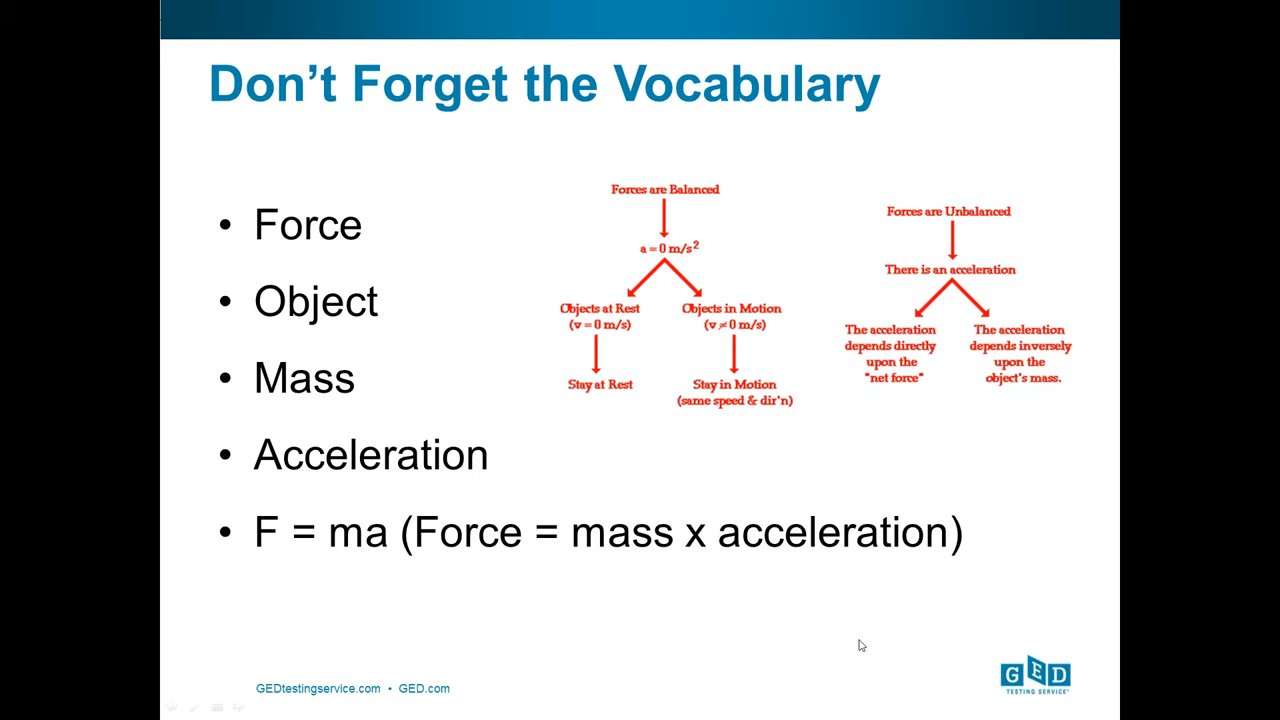 Don't Forget the Vocabulary
• Force
• Object
• Mass
• Acceleration
• F = ma (Force = mass x acceleration)
Forces are Balanced
a = 0 m/s²
Objects at Rest
(v = 0 m/s)
Stay at Rest
Objects in Motion
(v ≠ 0 m/s)
Stay in Motion
(same speed & dir'n)
Forces are Unbalanced
There is an acceleration
The acceleration
depends directly
upon the
"net force"
The acceleration
depends inversely
upon the
object's mass.
GEDtestingservice.com • GED.com
GED
TESTING SERVICE®